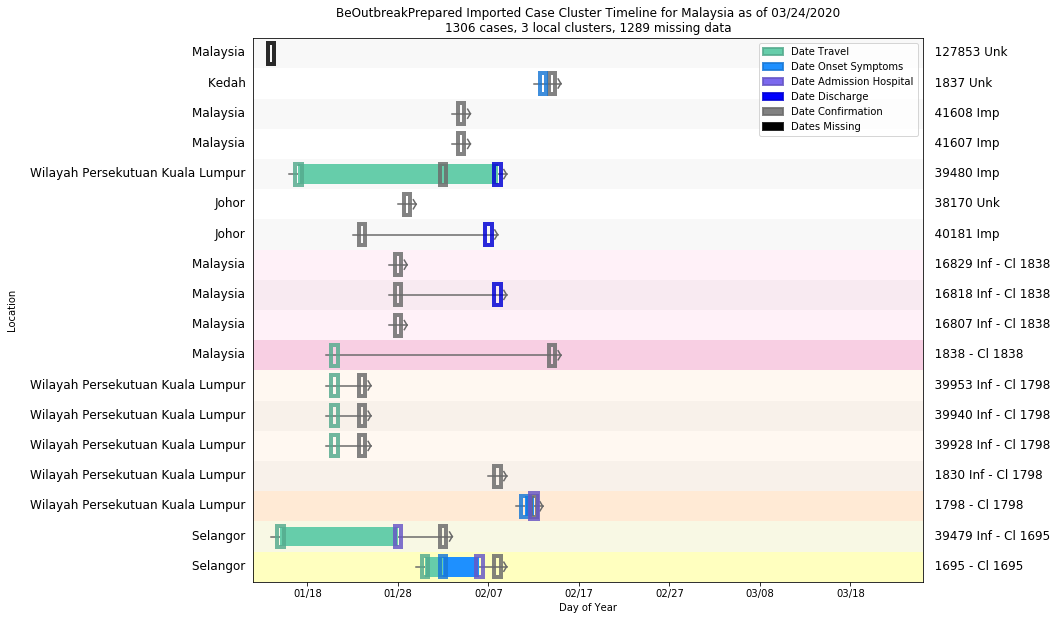 BeOutbreakPrepared Imported Case Cluster Timeline for Malaysia as of 03/24/2020
1306 cases, 3 local clusters, 1289 missing data
Date Travel
Date Onset Symptoms
Date Admission Hospital
Date Discharge
Date Confirmation
Dates Missing
Location
Malaysia 127853 Unk
Kedah 1837 Unk
Malaysia 41608 Imp
Malaysia 41607 Imp
Wilayah Persekutuan Kuala Lumpur 39480 Imp
Johor 38170 Unk
Johor 40181 Imp
Malaysia 16829 Inf - Cl 1838
Malaysia 16818 Inf - Cl 1838
Malaysia 16807 Inf - Cl 1838
Malaysia 1838 - Cl 1838
Wilayah Persekutuan Kuala Lumpur 39953 Inf - Cl 1798
Wilayah Persekutuan Kuala Lumpur 39940 Inf - Cl 1798
Wilayah Persekutuan Kuala Lumpur 39928 Inf - Cl 1798
Wilayah Persekutuan Kuala Lumpur 1830 Inf - Cl 1798
Wilayah Persekutuan Kuala Lumpur 1798 - Cl 1798
Selangor 39479 Inf - Cl 1695
Selangor 1695 - Cl 1695
01/18 01/28 02/07 02/17 02/27 03/08 03/18
Day of Year